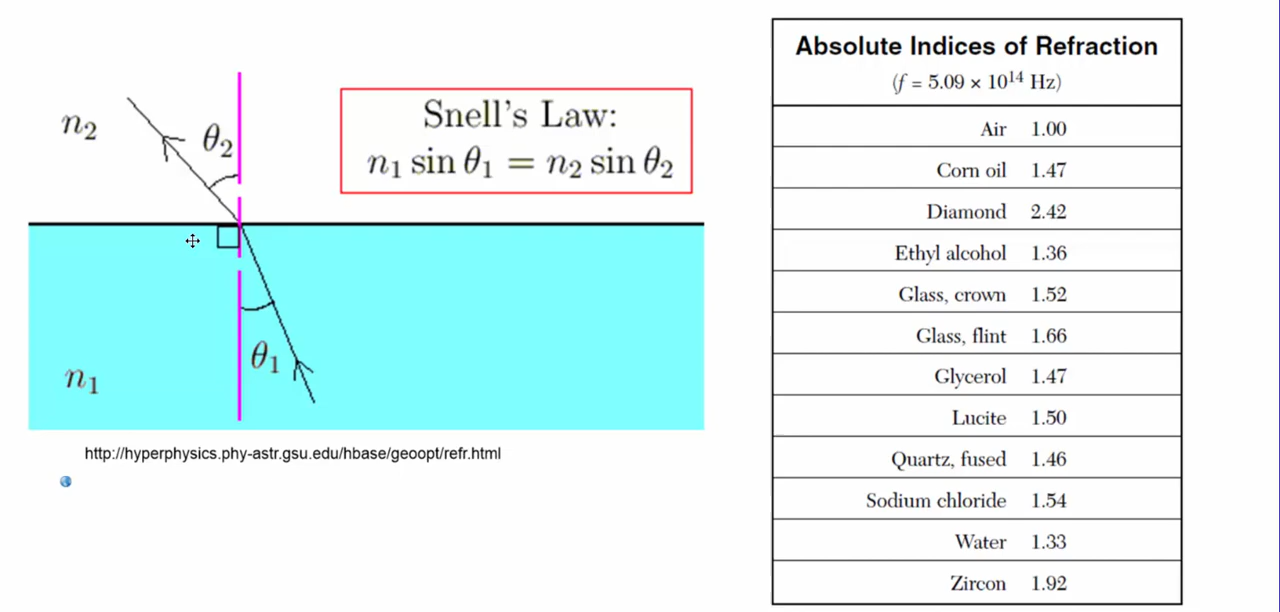 n₂
θ₂
Snell's Law:
n₁ sin θ₁ = n₂ sin θ₂
θ₁
n₁
http://hyperphysics.phy-astr.gsu.edu/hbase/geoopt/refr.html
Absolute Indices of Refraction
(f = 5.09 × 10¹⁴ Hz)
Air 1.00
Corn oil 1.47
Diamond 2.42
Ethyl alcohol 1.36
Glass, crown 1.52
Glass, flint 1.66
Glycerol 1.47
Lucite 1.50
Quartz, fused 1.46
Sodium chloride 1.54
Water 1.33
Zircon 1.92